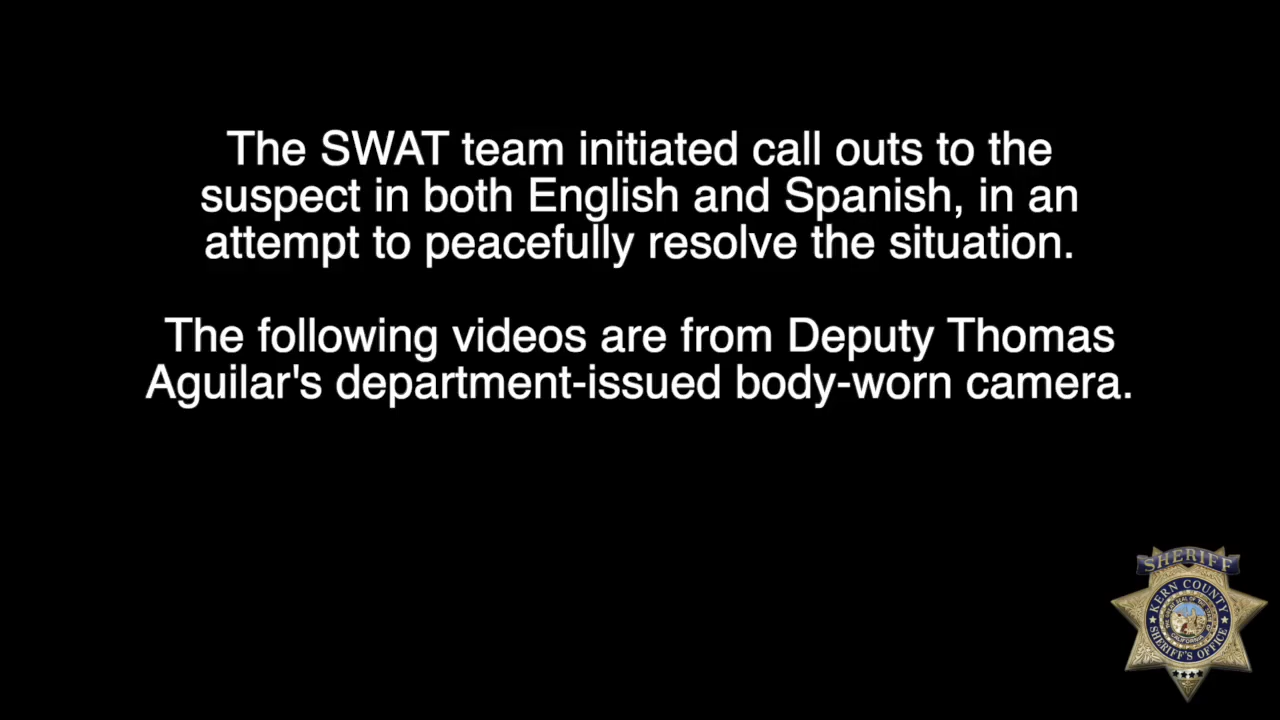 The SWAT team initiated call outs to the
suspect in both English and Spanish, in an
attempt to peacefully resolve the situation.
The following videos are from Deputy Thomas
Aguilar's department-issued body-worn camera.
SHERIFF
KERN COUNTY
SHERIFF'S OFFICE